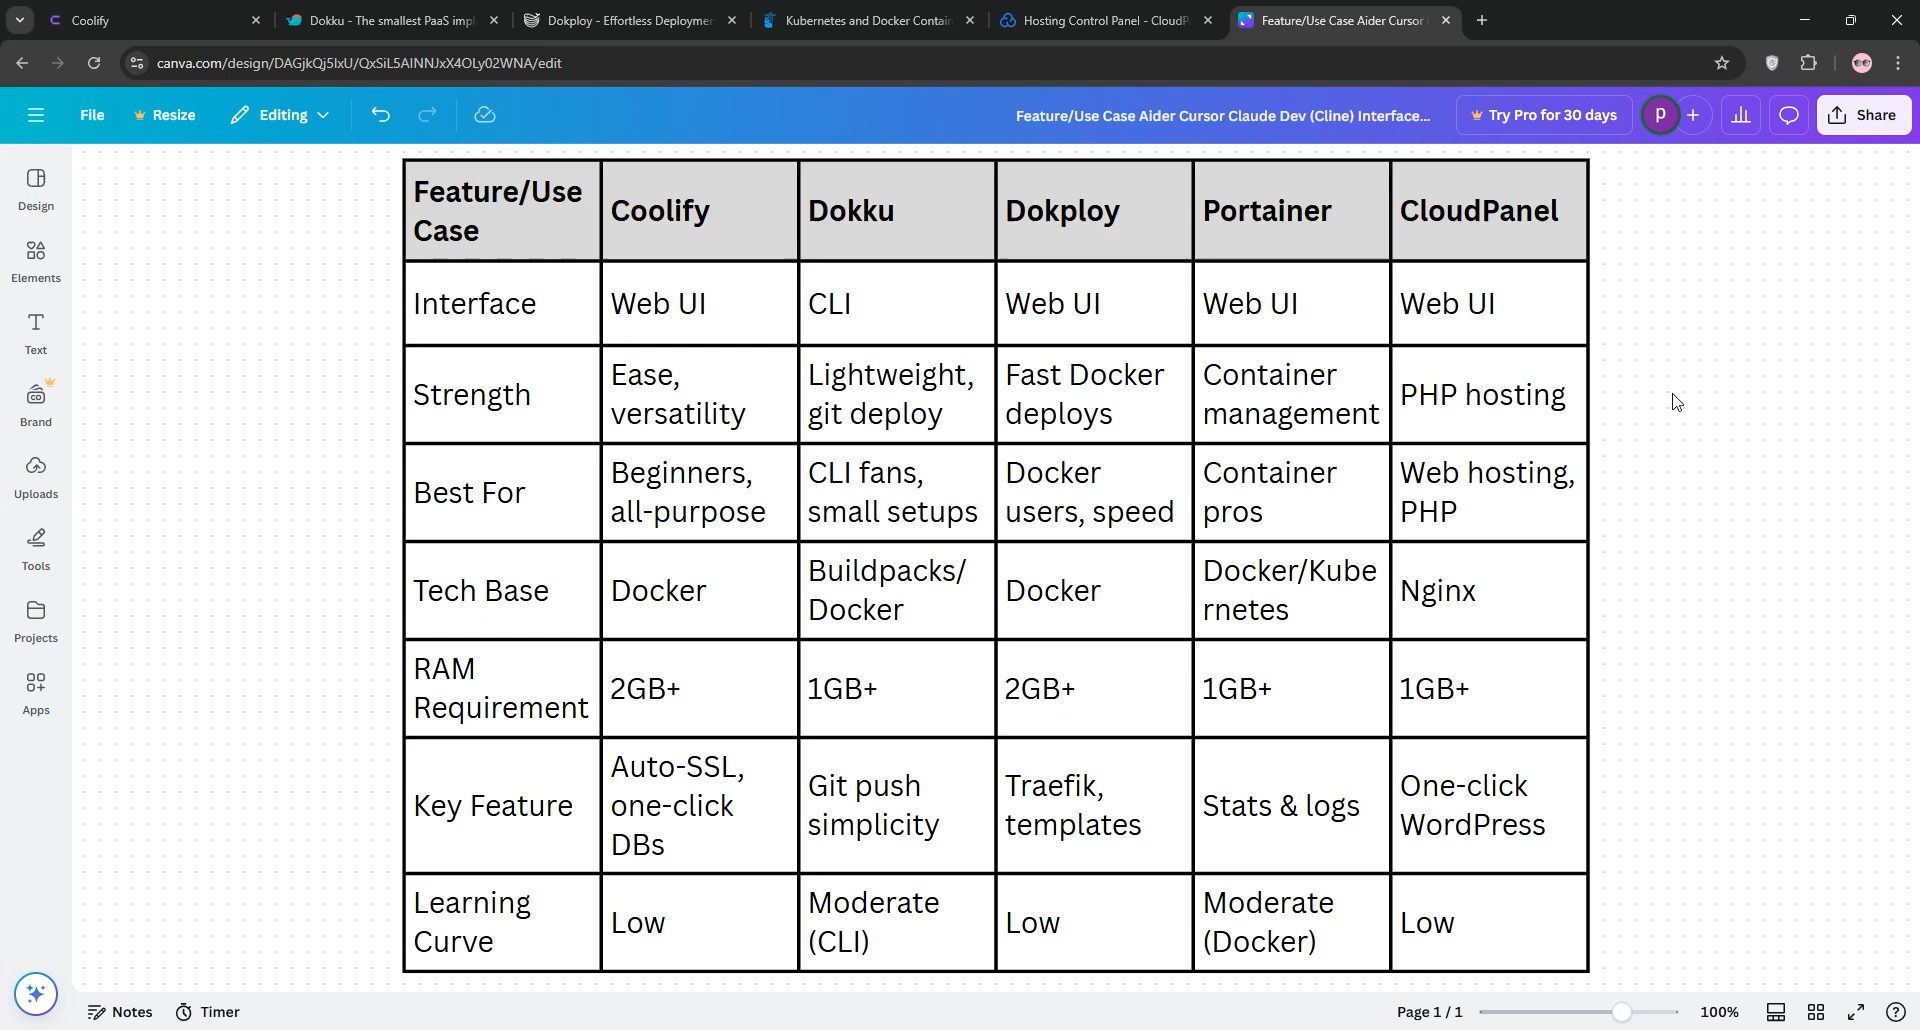 Coolify
Dokku - The smallest PaaS impl
Dokploy - Effortless Deploymen
Kubernetes and Docker Contain
Hosting Control Panel - CloudP
Feature/Use Case Aider Cursor
canva.com/design/DAGjkQj5lxU/QxSiL5AINNJxX4OLy02WNA/edit
File
Resize
Editing
Feature/Use Case Aider Cursor Claude Dev (Cline) Interface...
Try Pro for 30 days
P
Share
Design
Elements
Text
Brand
Uploads
Tools
Projects
Apps
Feature/Use
Case
Coolify
Dokku
Dokploy
Portainer
CloudPanel
Interface
Web UI
CLI
Web UI
Web UI
Web UI
Strength
Ease,
versatility
Lightweight,
git deploy
Fast Docker
deploys
Container
management
PHP hosting
Best For
Beginners,
all-purpose
CLI fans,
small setups
Docker
users, speed
Container
pros
Web hosting,
PHP
Tech Base
Docker
Buildpacks/
Docker
Docker
Docker/Kube
rnetes
Nginx
RAM
Requirement
2GB+
1GB+
2GB+
1GB+
1GB+
Key Feature
Auto-SSL,
one-click
DBs
Git push
simplicity
Traefik,
templates
Stats & logs
One-click
WordPress
Learning
Curve
Low
Moderate
(CLI)
Low
Moderate
(Docker)
Low
Notes
Timer
Page 1 / 1
100%